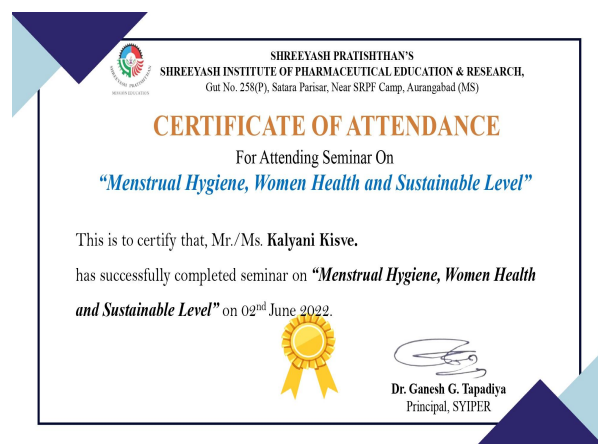 SHREEYASH PRATISHTHAN'S
SHREEYASH INSTITUTE OF PHARMACEUTICAL EDUCATION & RESEARCH,
Gut No. 258(P), Satara Parisar, Near SRPF Camp, Aurangabad (MS)
SHREEYASH PRATISHTHAN
CERTIFICATE OF ATTENDANCE
For Attending Seminar On
“Menstrual Hygiene, Women Health and Sustainable Level”
This is to certify that, Mr./Ms. Kalyani Kisve.
has successfully completed seminar on “Menstrual Hygiene, Women Health
and Sustainable Level” on 02nd June 2022.
Dr. Ganesh G. Tapadiya
Principal, SYIPER